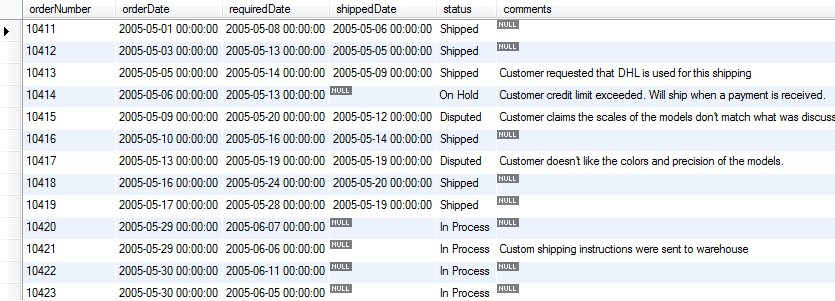 orderNumber orderDate requiredDate shippedDate status comments
10411 2005-05-01 00:00:00 2005-05-08 00:00:00 2005-05-06 00:00:00 Shipped NULL
10412 2005-05-03 00:00:00 2005-05-13 00:00:00 2005-05-05 00:00:00 Shipped NULL
10413 2005-05-05 00:00:00 2005-05-14 00:00:00 2005-05-09 00:00:00 Shipped Customer requested that DHL is used for this shipping
10414 2005-05-06 00:00:00 2005-05-13 00:00:00 NULL On Hold Customer credit limit exceeded. Will ship when a payment is received.
10415 2005-05-09 00:00:00 2005-05-20 00:00:00 2005-05-12 00:00:00 Disputed Customer claims the scales of the models don't match what was discuss
10416 2005-05-10 00:00:00 2005-05-16 00:00:00 2005-05-14 00:00:00 Shipped NULL
10417 2005-05-13 00:00:00 2005-05-19 00:00:00 2005-05-19 00:00:00 Disputed Customer doesn't like the colors and precision of the models.
10418 2005-05-16 00:00:00 2005-05-24 00:00:00 2005-05-20 00:00:00 Shipped NULL
10419 2005-05-17 00:00:00 2005-05-28 00:00:00 2005-05-19 00:00:00 Shipped NULL
10420 2005-05-29 00:00:00 2005-06-07 00:00:00 NULL In Process NULL
10421 2005-05-29 00:00:00 2005-06-06 00:00:00 NULL In Process Custom shipping instructions were sent to warehouse
10422 2005-05-30 00:00:00 2005-06-11 00:00:00 NULL In Process NULL
10423 2005-05-30 00:00:00 2005-06-05 00:00:00 NULL In Process NULL